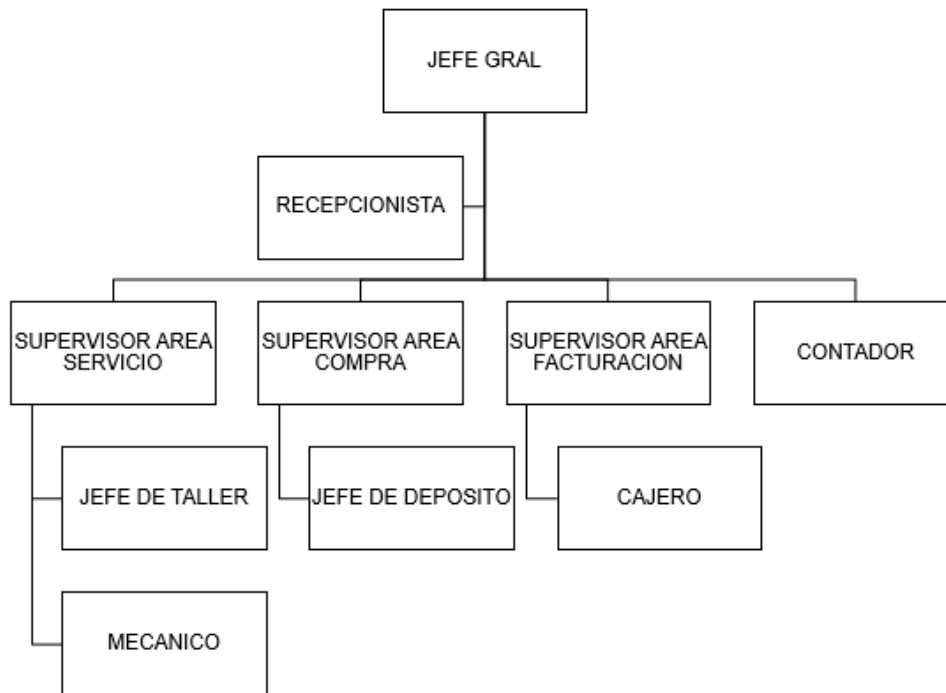 JEFE GRAL
RECEPCIONISTA
SUPERVISOR AREA
SERVICIO
SUPERVISOR AREA
COMPRA
SUPERVISOR AREA
FACTURACION
CONTADOR
JEFE DE TALLER
JEFE DE DEPOSITO
CAJERO
MECANICO